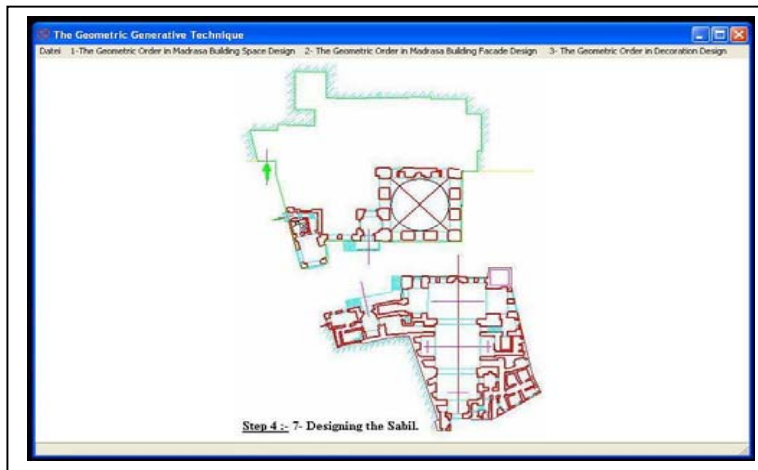 The Geometric Generative Technique
Datei 1-The Geometric Order in Madrasa Building Space Design 2- The Geometric Order in Madrasa Building Facade Design 3- The Geometric Order in Decoration Design
Step 4 :- 7- Designing the Sabil.